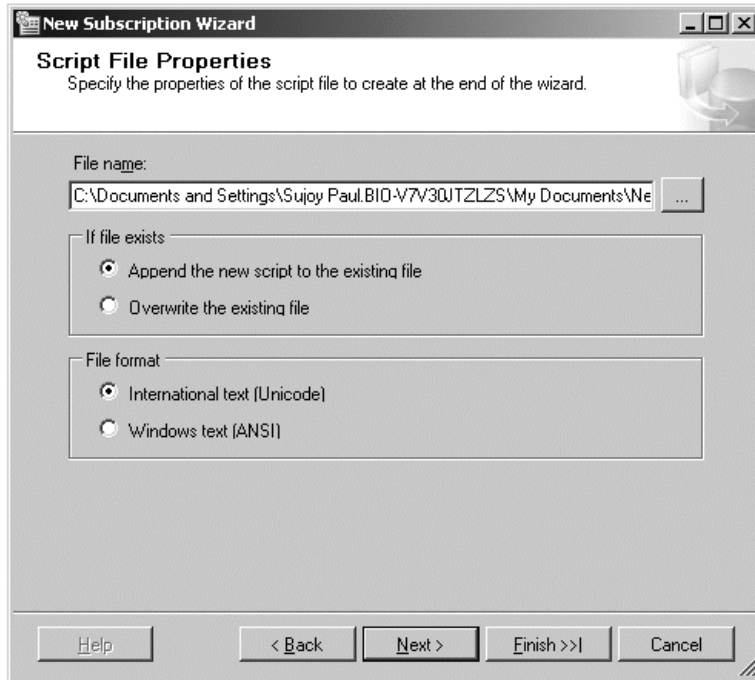 New Subscription Wizard
Script File Properties
Specify the properties of the script file to create at the end of the wizard.
File name:
C:\Documents and Settings\Sujoy Paul.BIO-V7V30JTZLZS\My Documents\Ne
...
If file exists
Append the new script to the existing file
Overwrite the existing file
File format
International text (Unicode)
Windows text (ANSI)
Help
< Back
Next >
Finish >>|
Cancel